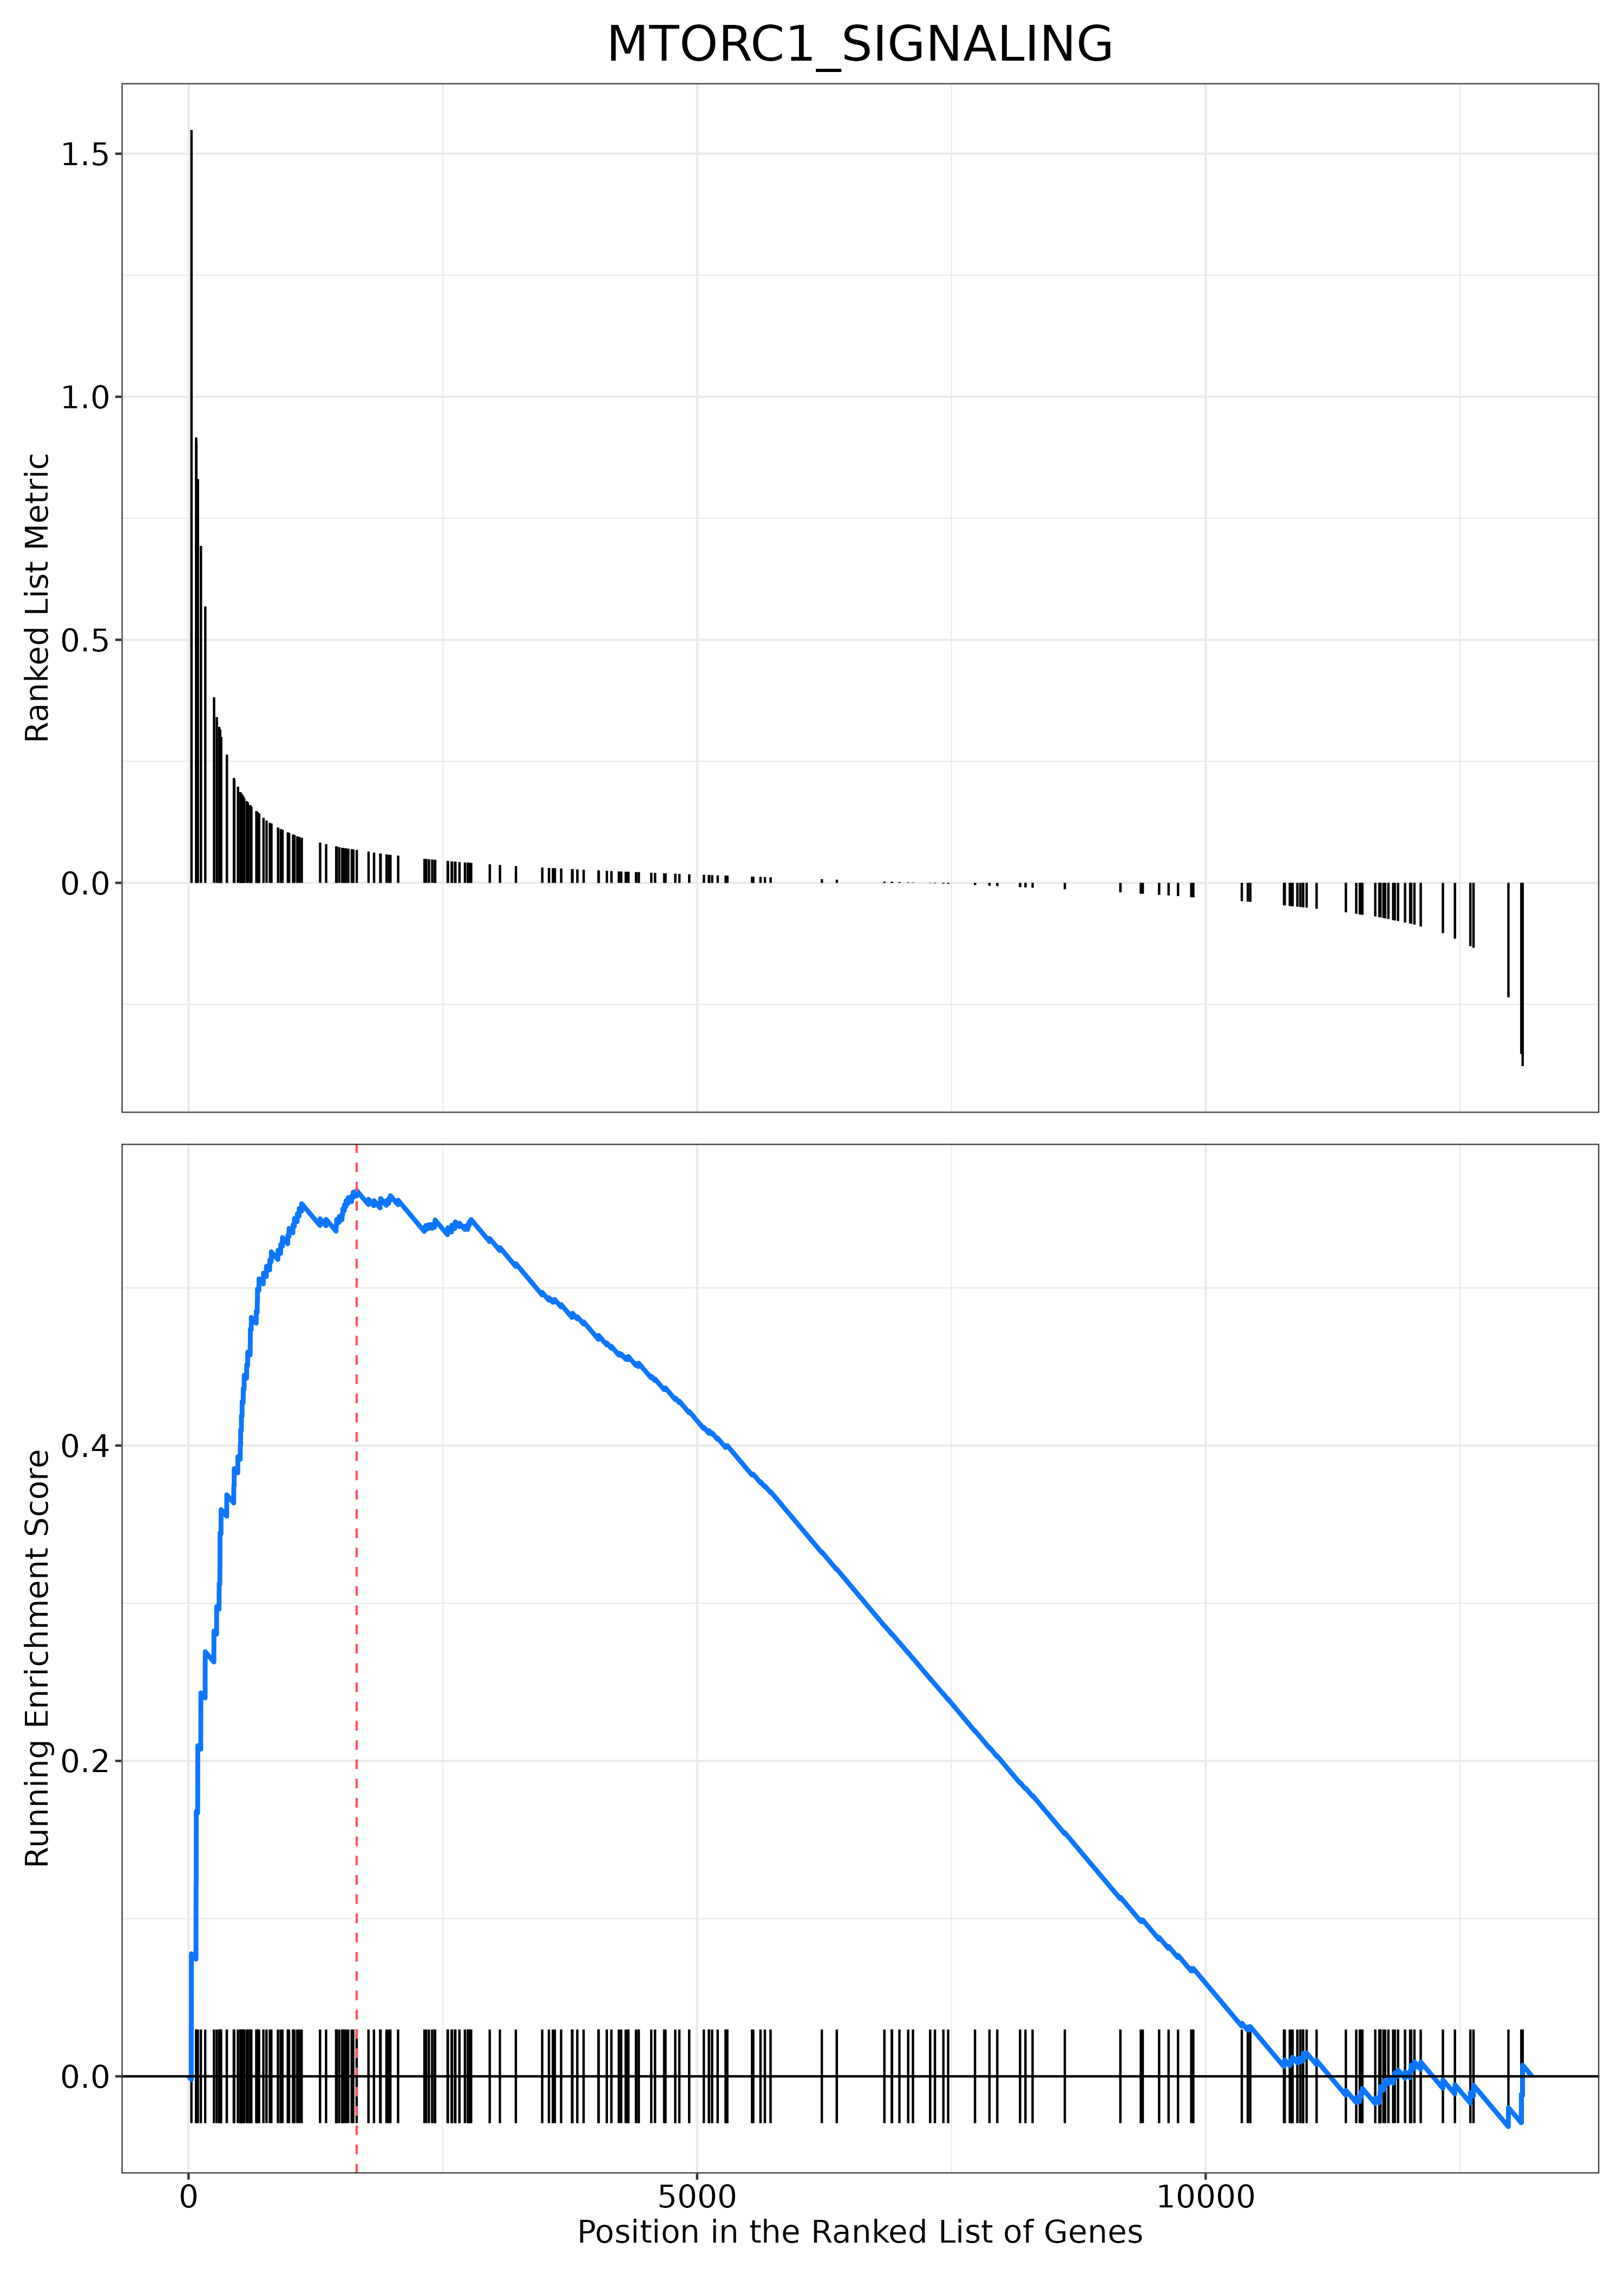 MTORC1_SIGNALING
Ranked List Metric
1.5
1.0
0.5
0.0
Running Enrichment Score
0.4
0.2
0.0
0 5000 10000
Position in the Ranked List of Genes